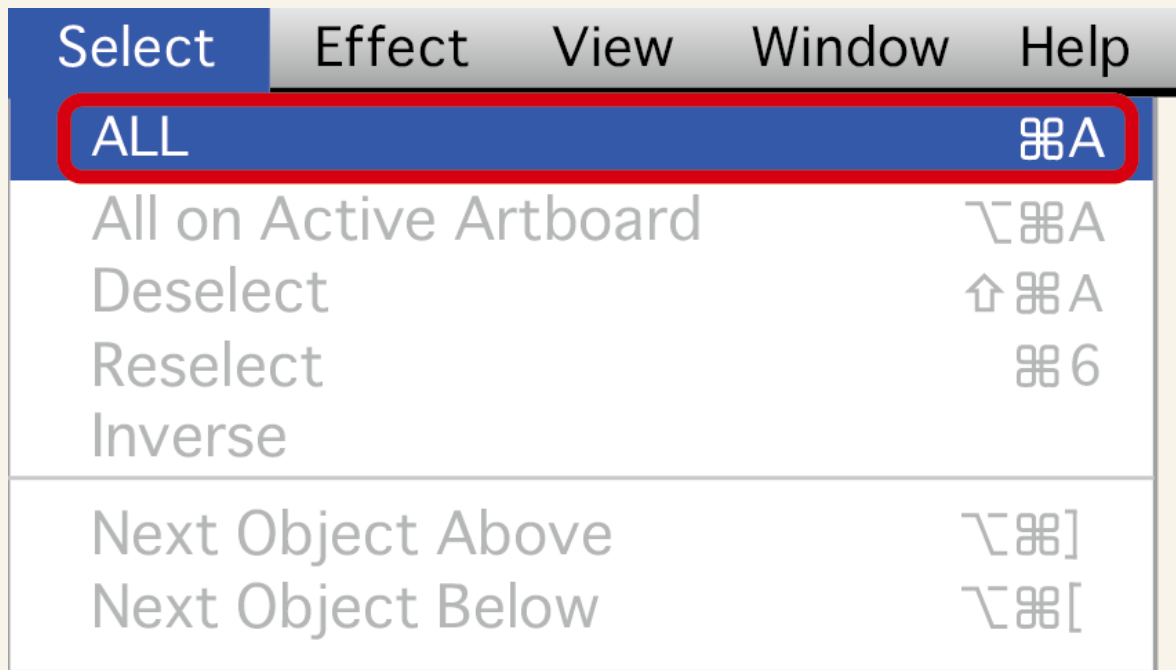 Select Effect View Window Help
ALL ⌘A
All on Active Artboard ⌥⌘A
Deselect ⇧⌘A
Reselect ⌘6
Inverse
Next Object Above ⌥⌘]
Next Object Below ⌥⌘[